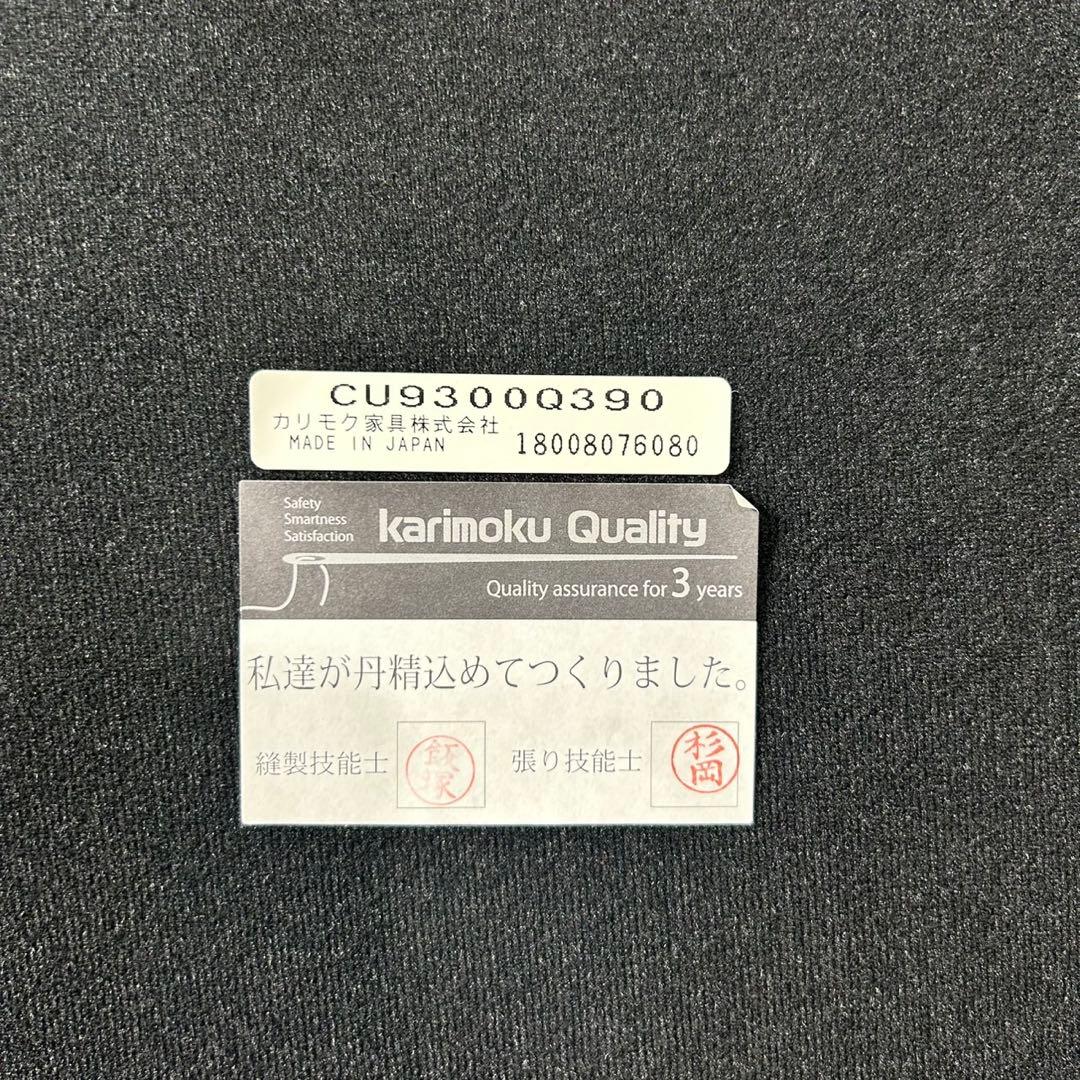 CU9300Q390
カリモク家具株式会社
MADE IN JAPAN 18008076080
Safety
Smartness
Satisfaction
karimoku Quality
Quality assurance for 3 years
私達が丹精込めてつくりました。
縫製技能士 飯塚 張り技能士 杉岡